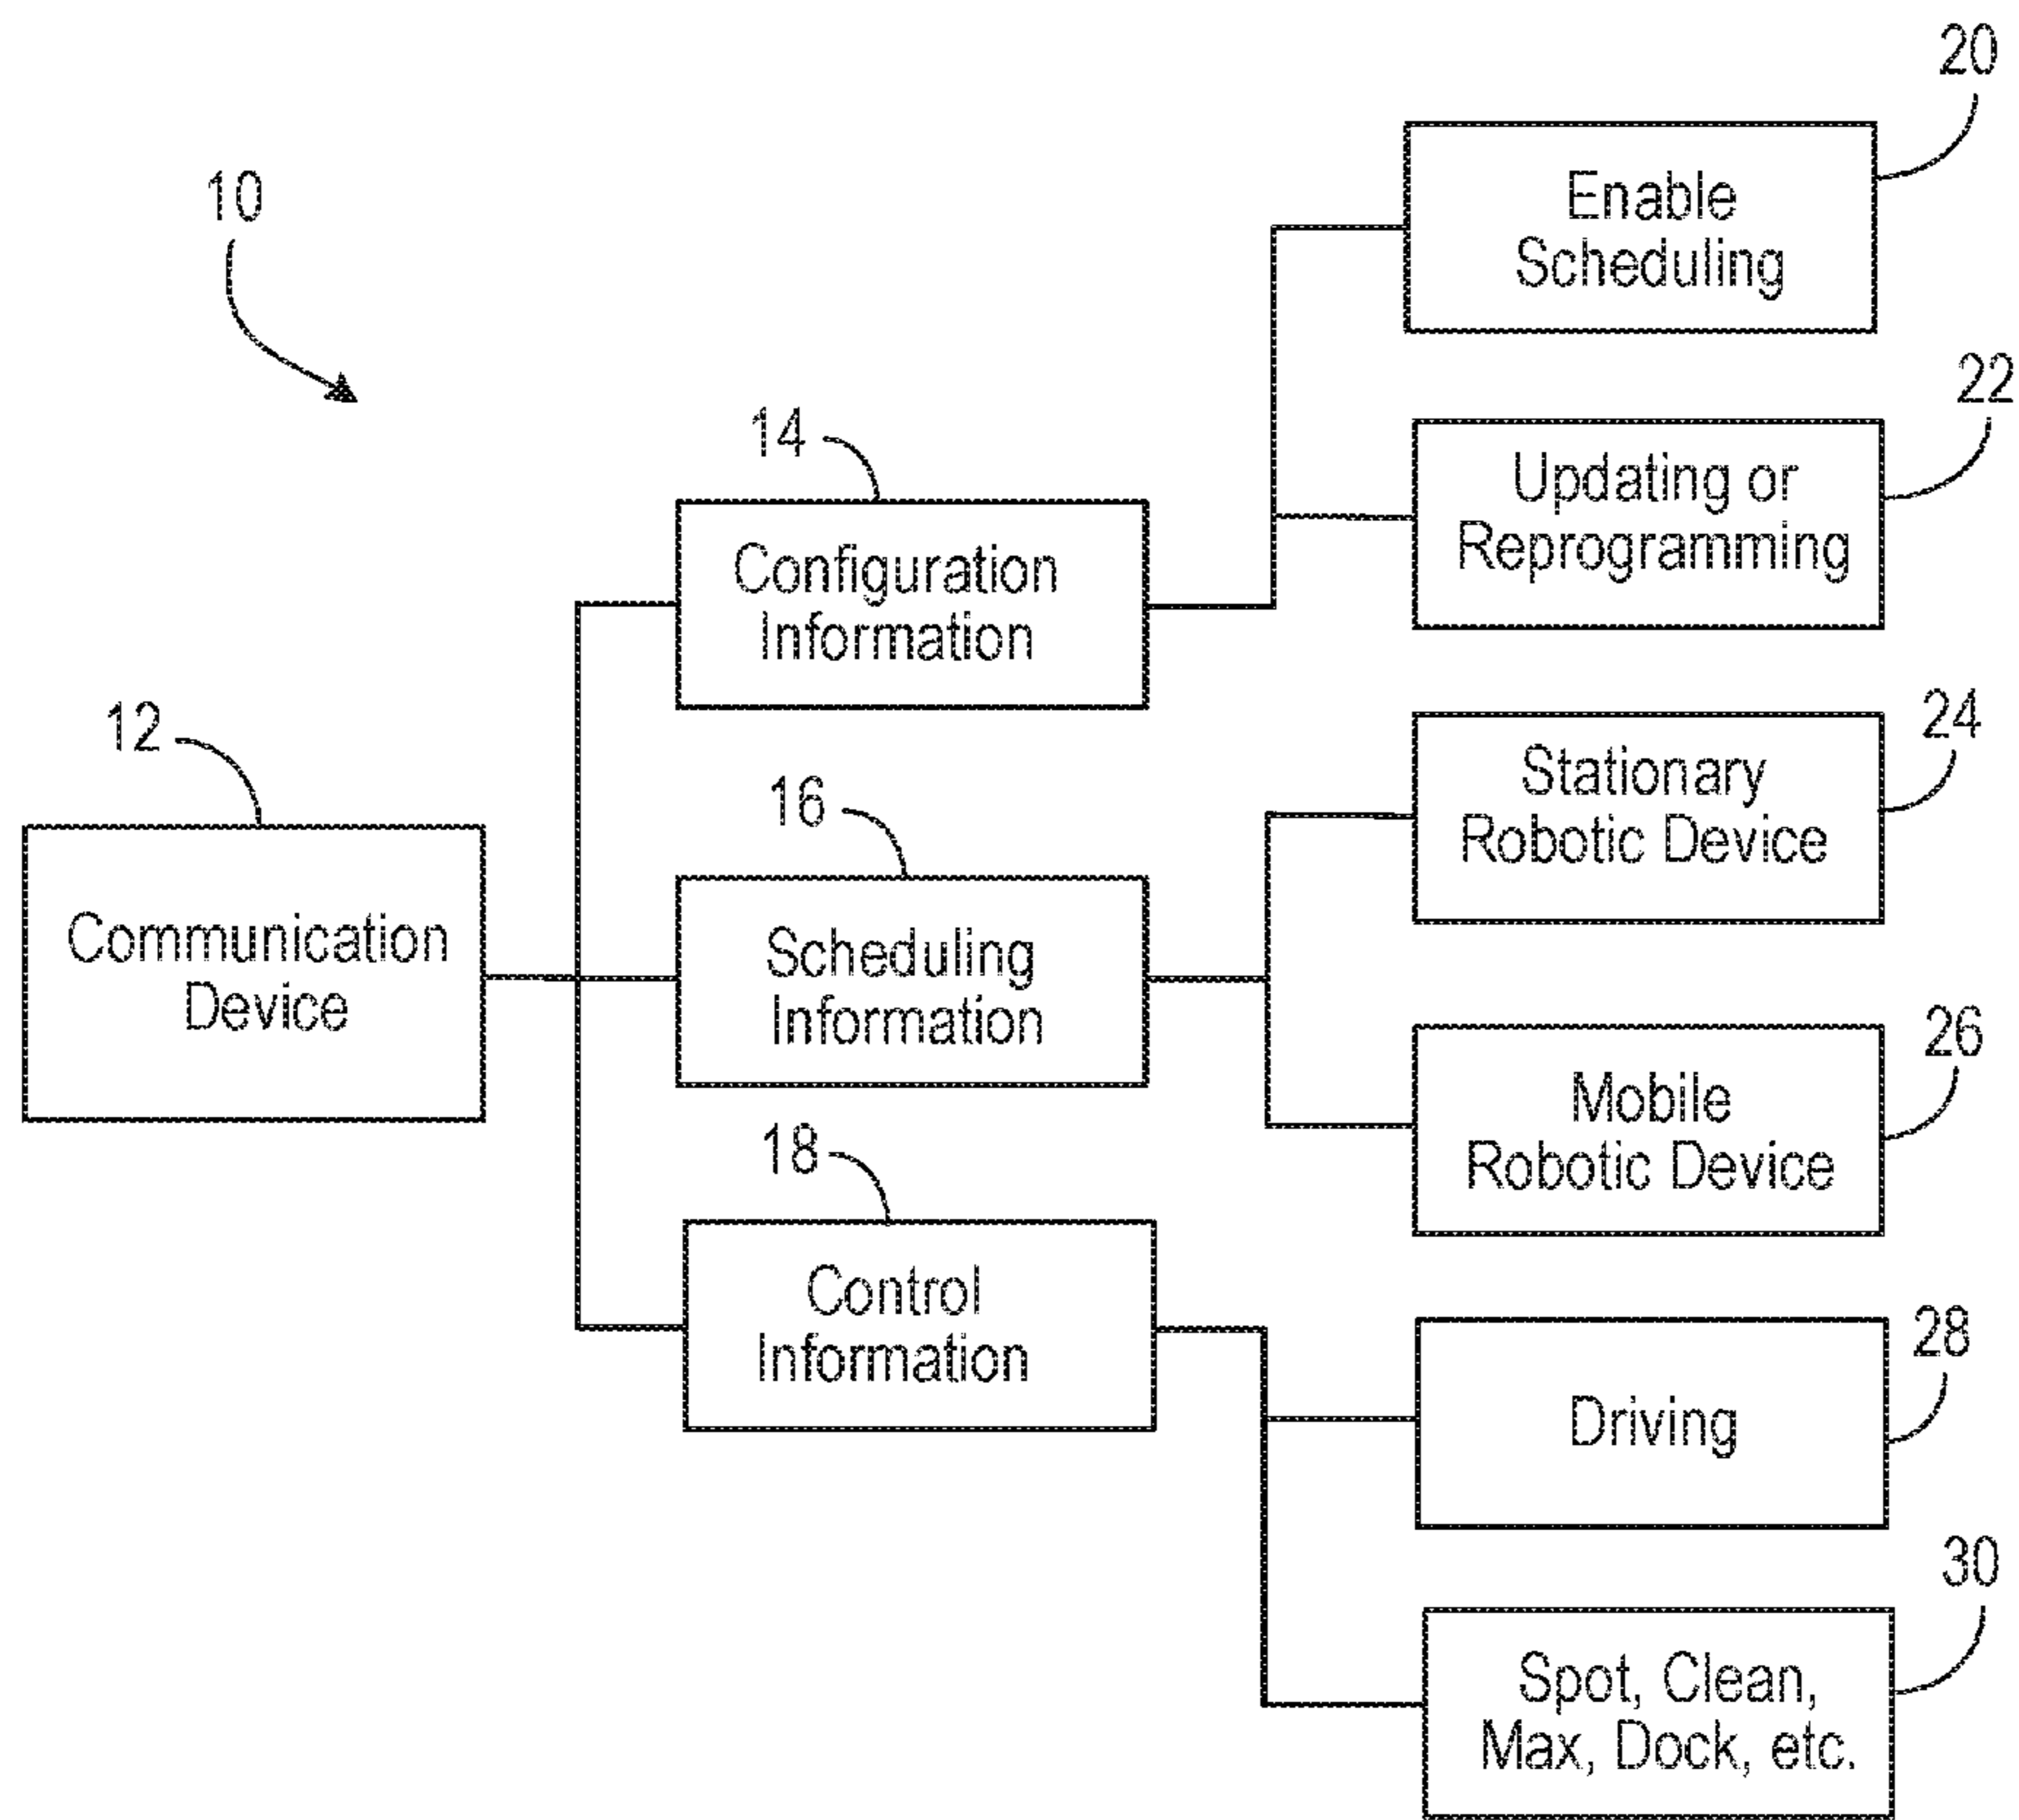 10
12
Communication
Device
14
Configuration
Information
16
Scheduling
Information
18
Control
Information
20
Enable
Scheduling
22
Updating or
Reprogramming
24
Stationary
Robotic Device
26
Mobile
Robotic Device
28
Driving
30
Spot, Clean,
Max, Dock, etc.